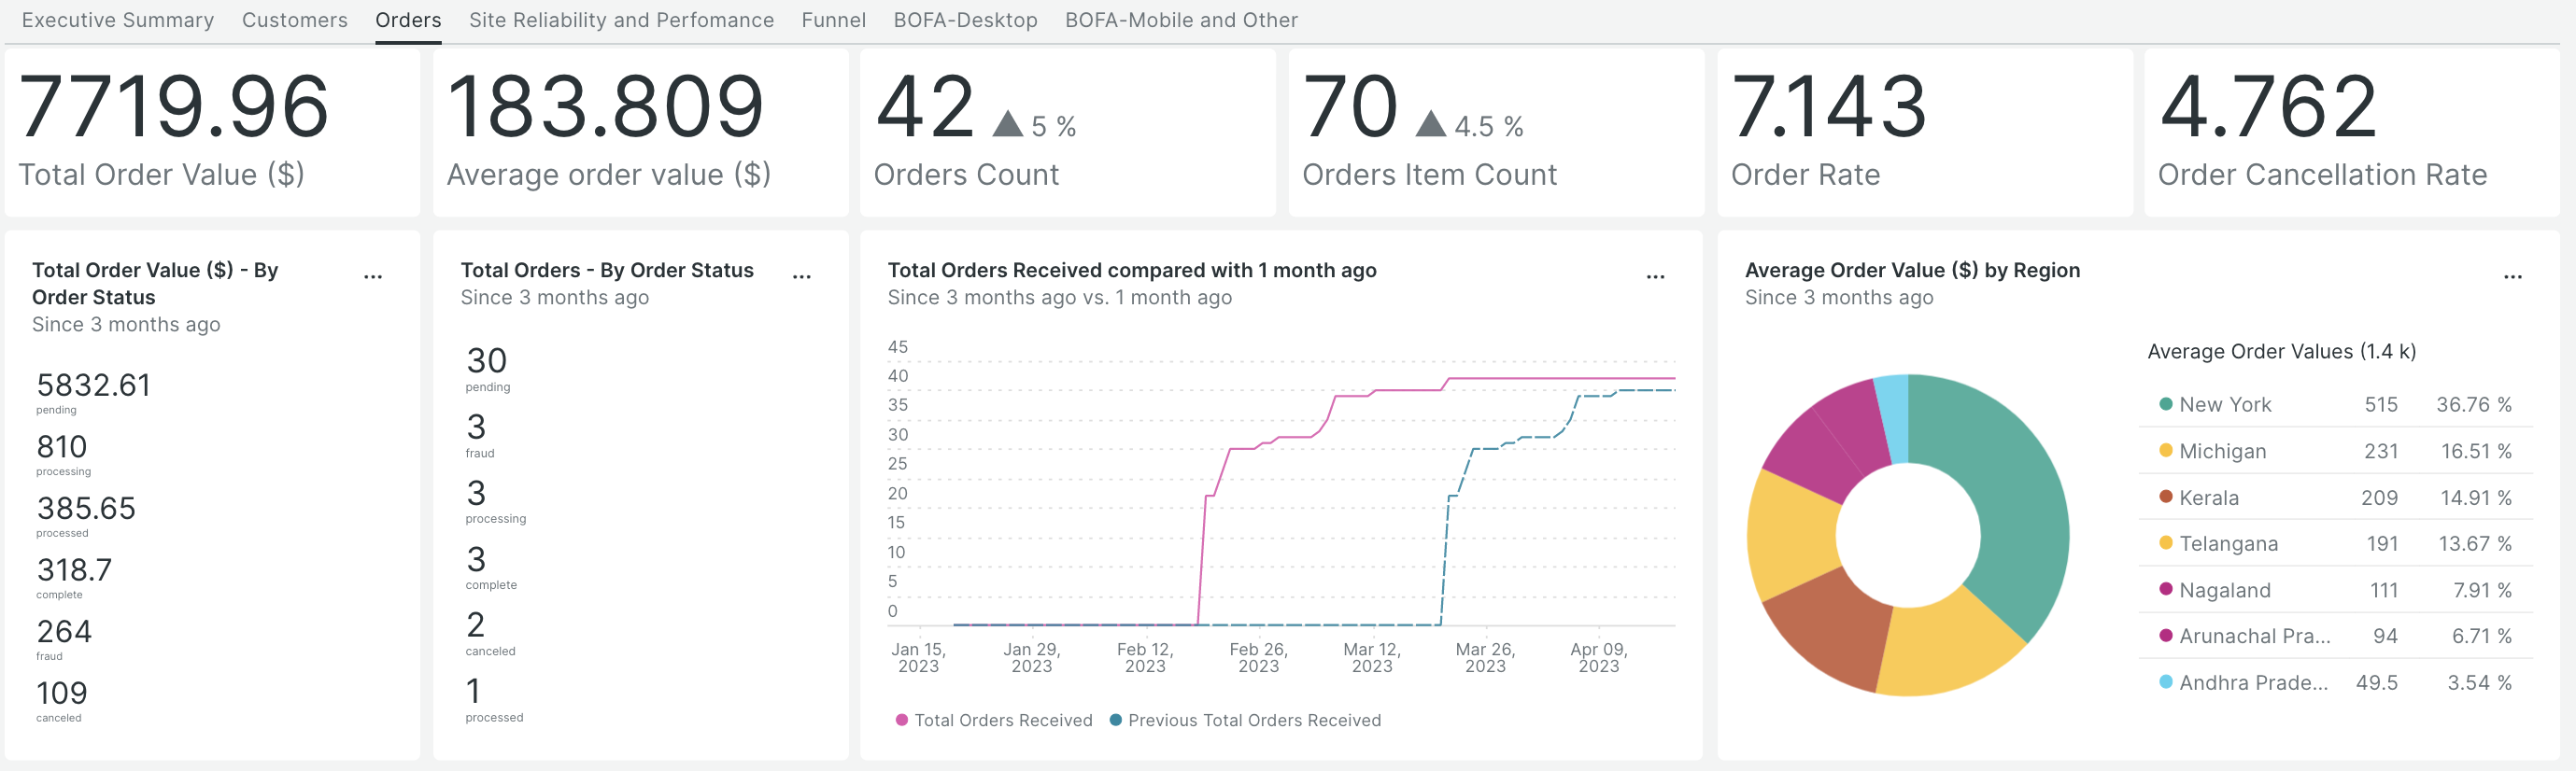 Executive Summary Customers Orders Site Reliability and Perfomance Funnel BOFA-Desktop BOFA-Mobile and Other
7719.96
Total Order Value ($)
183.809
Average order value ($)
42 ▲ 5 %
Orders Count
70 ▲ 4.5 %
Orders Item Count
7.143
Order Rate
4.762
Order Cancellation Rate
Total Order Value ($) - By
Order Status
Since 3 months ago
5832.61
pending
810
processing
385.65
processed
318.7
complete
264
fraud
109
canceled
Total Orders - By Order Status
Since 3 months ago
30
pending
3
fraud
3
processing
3
complete
2
canceled
1
processed
Total Orders Received compared with 1 month ago
Since 3 months ago vs. 1 month ago
45
40
35
30
25
20
15
10
5
0
Jan 15, Jan 29, Feb 12, Feb 26, Mar 12, Mar 26, Apr 09,
2023 2023 2023 2023 2023 2023 2023
Total Orders Received Previous Total Orders Received
Average Order Value ($) by Region
Since 3 months ago
Average Order Values (1.4 k)
New York 515 36.76 %
Michigan 231 16.51 %
Kerala 209 14.91 %
Telangana 191 13.67 %
Nagaland 111 7.91 %
Arunachal Pra... 94 6.71 %
Andhra Prade... 49.5 3.54 %